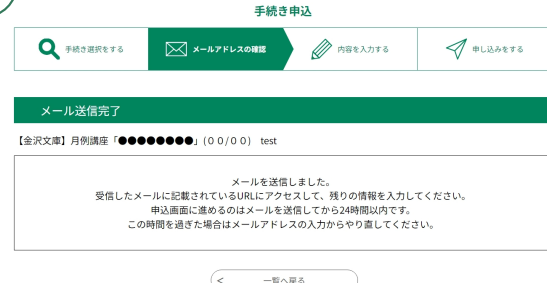 手続き申込
手続き選択をする
メールアドレスの確認
内容を入力する
申し込みをする
メール送信完了
【金沢文庫】月例講座「●●●●●●●●」(００/００) test
メールを送信しました。
受信したメールに記載されているURLにアクセスして、残りの情報を入力してください。
申込画面に進めるのはメールを送信してから24時間以内です。
この時間を過ぎた場合はメールアドレスの入力からやり直してください。
< 一覧へ戻る